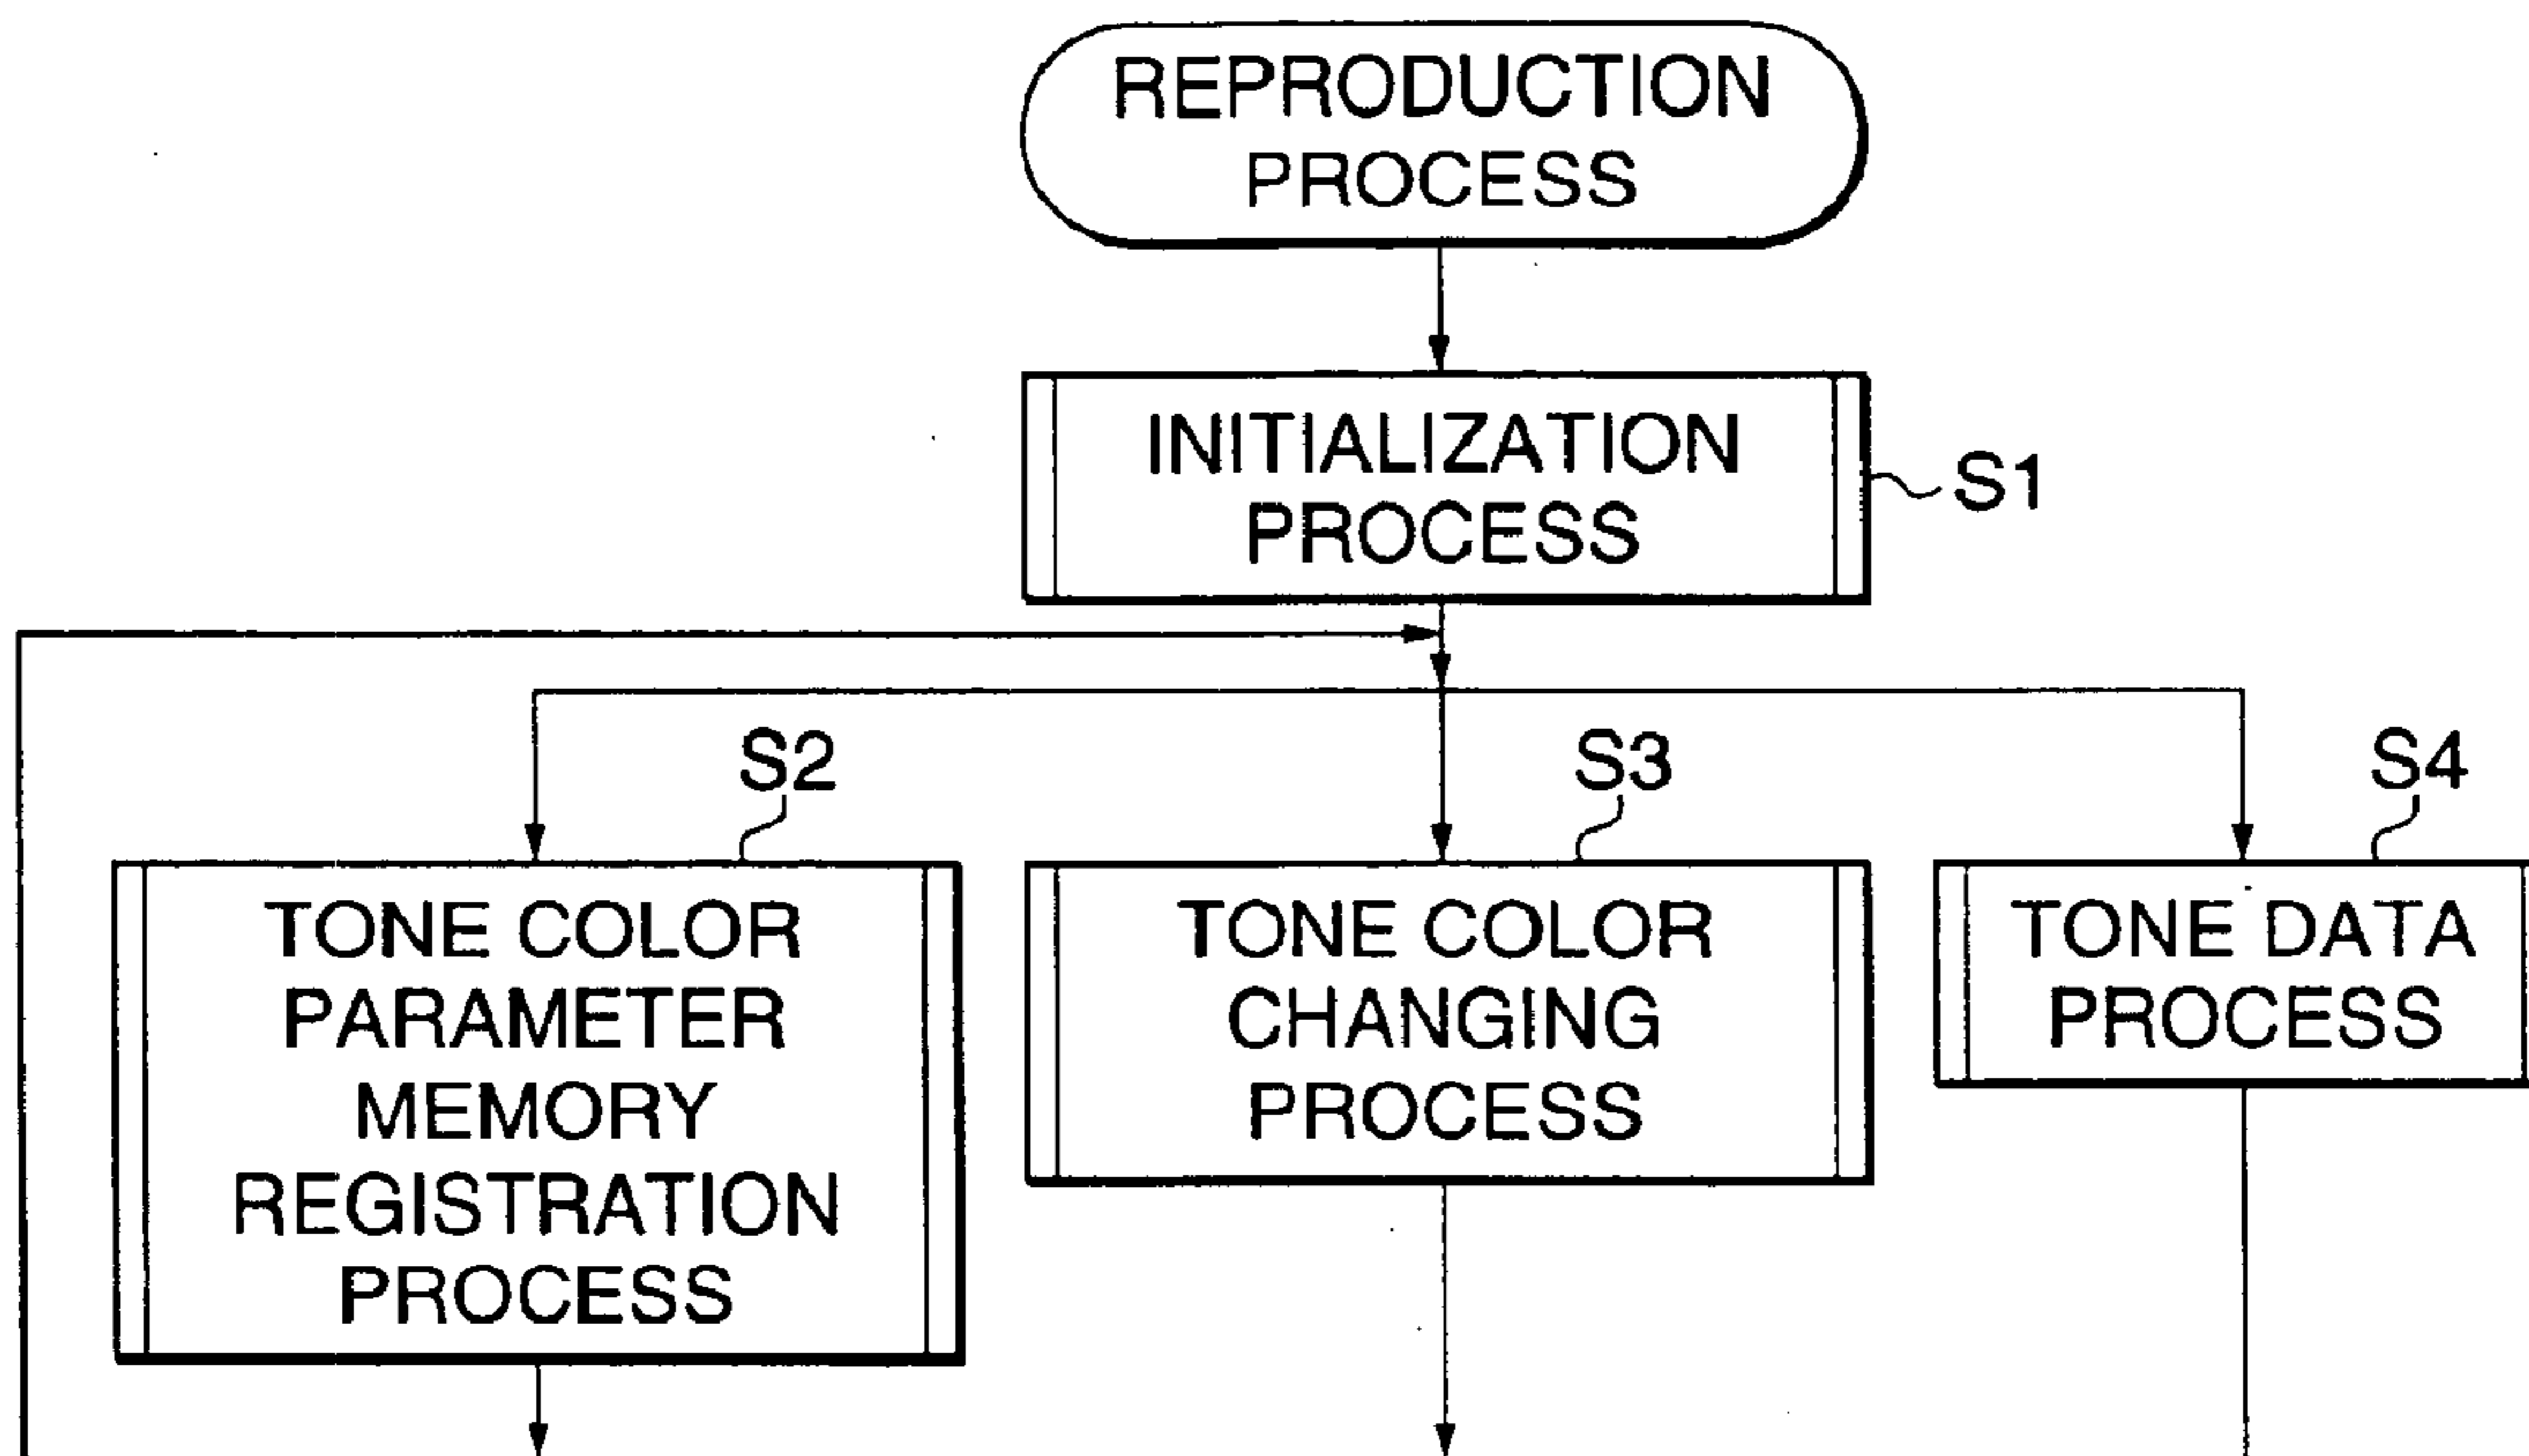 REPRODUCTION
PROCESS
INITIALIZATION
PROCESS
S1
S2
S3
S4
TONE COLOR
PARAMETER
MEMORY
REGISTRATION
PROCESS
TONE COLOR
CHANGING
PROCESS
TONE DATA
PROCESS